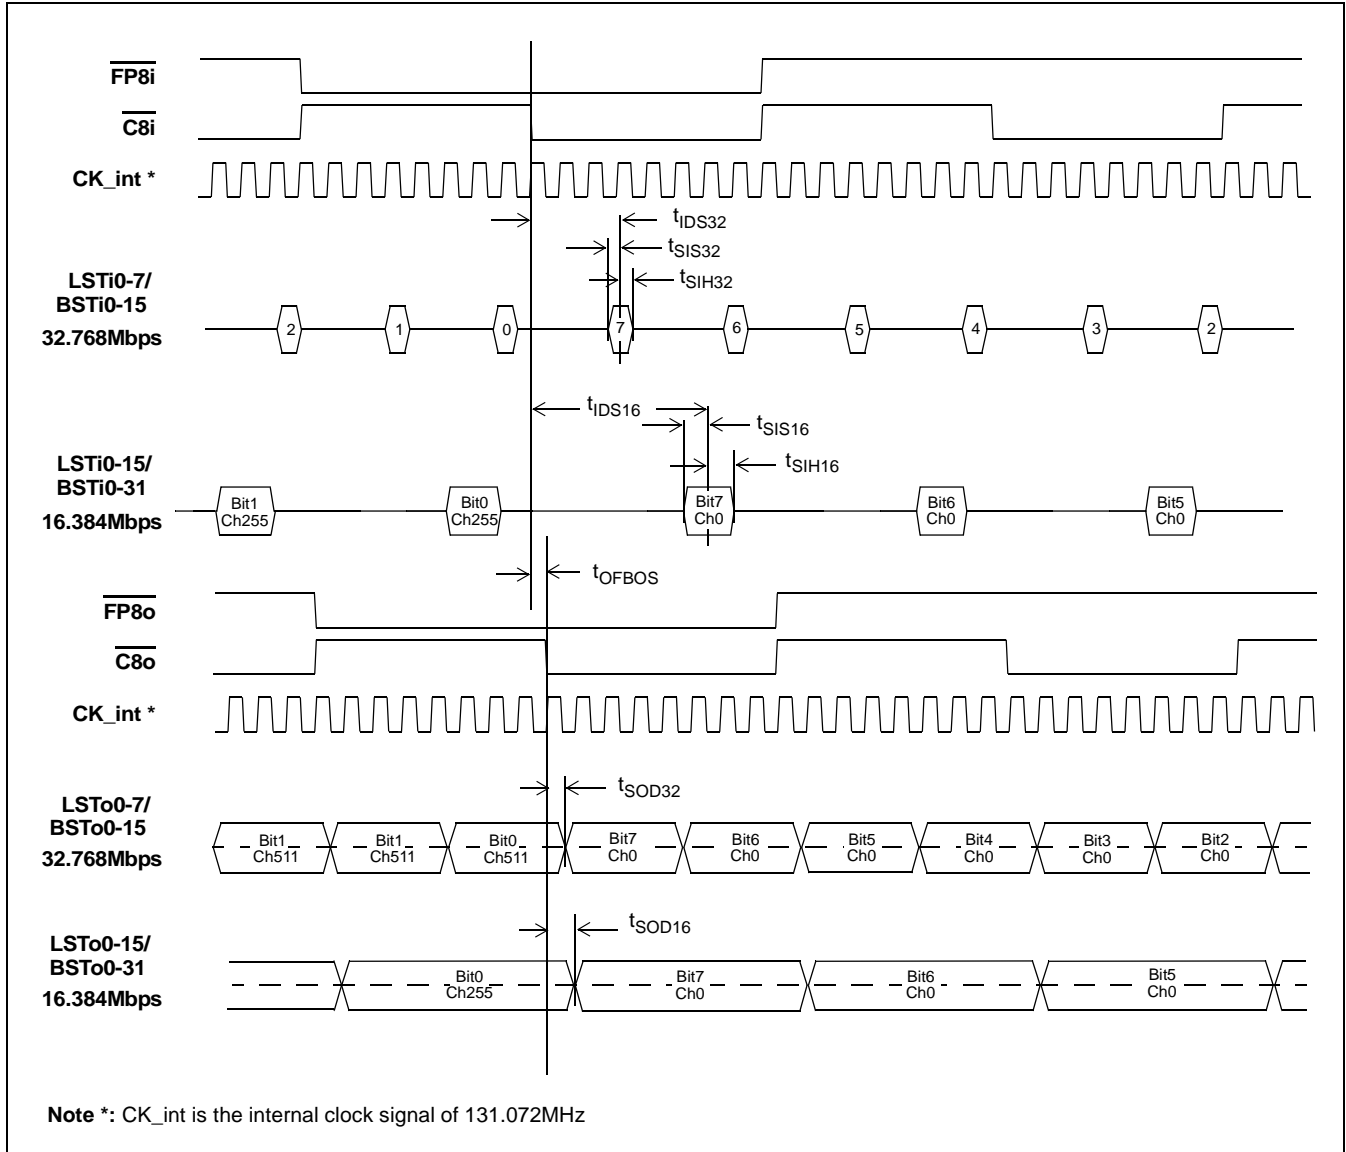 FP8i
C8i
CK_int *
tIDS32
tSIS32
tSIH32
LSTi0-7/
BSTi0-15
32.768Mbps
2 1 0 7 6 5 4 3 2
tIDS16
tSIS16
tSIH16
LSTi0-15/
BSTi0-31
16.384Mbps
Bit1 Bit0 Bit7 Bit6 Bit5
Ch255 Ch255 Ch0 Ch0 Ch0
tOFBOS
FP8o
C8o
CK_int *
tSOD32
LSTo0-7/
BSTo0-15
32.768Mbps
Bit1 Bit1 Bit0 Bit7 Bit6 Bit5 Bit4 Bit3 Bit2
Ch511 Ch511 Ch511 Ch0 Ch0 Ch0 Ch0 Ch0 Ch0
tSOD16
LSTo0-15/
BSTo0-31
16.384Mbps
Bit0 Bit7 Bit6 Bit5
Ch255 Ch0 Ch0 Ch0
Note *: CK_int is the internal clock signal of 131.072MHz